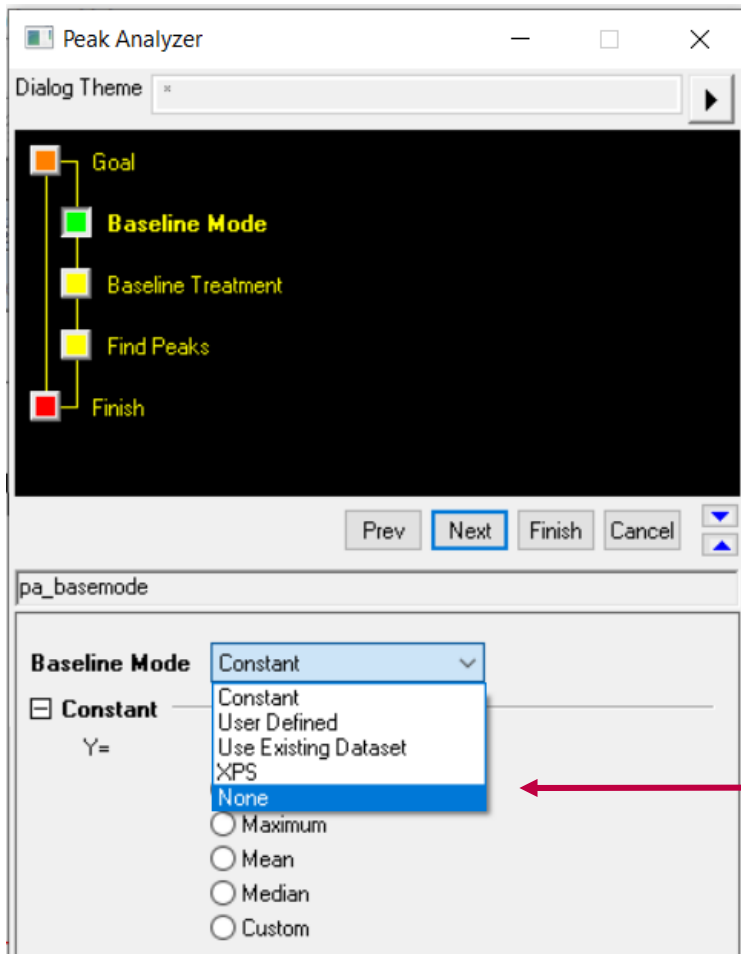 Peak Analyzer
Dialog Theme *
Goal
Baseline Mode
Baseline Treatment
Find Peaks
Finish
Prev Next Finish Cancel
pa_basemode
Baseline Mode Constant
Constant
Constant
User Defined
Y=
Use Existing Dataset
XPS
None
Maximum
Mean
Median
Custom